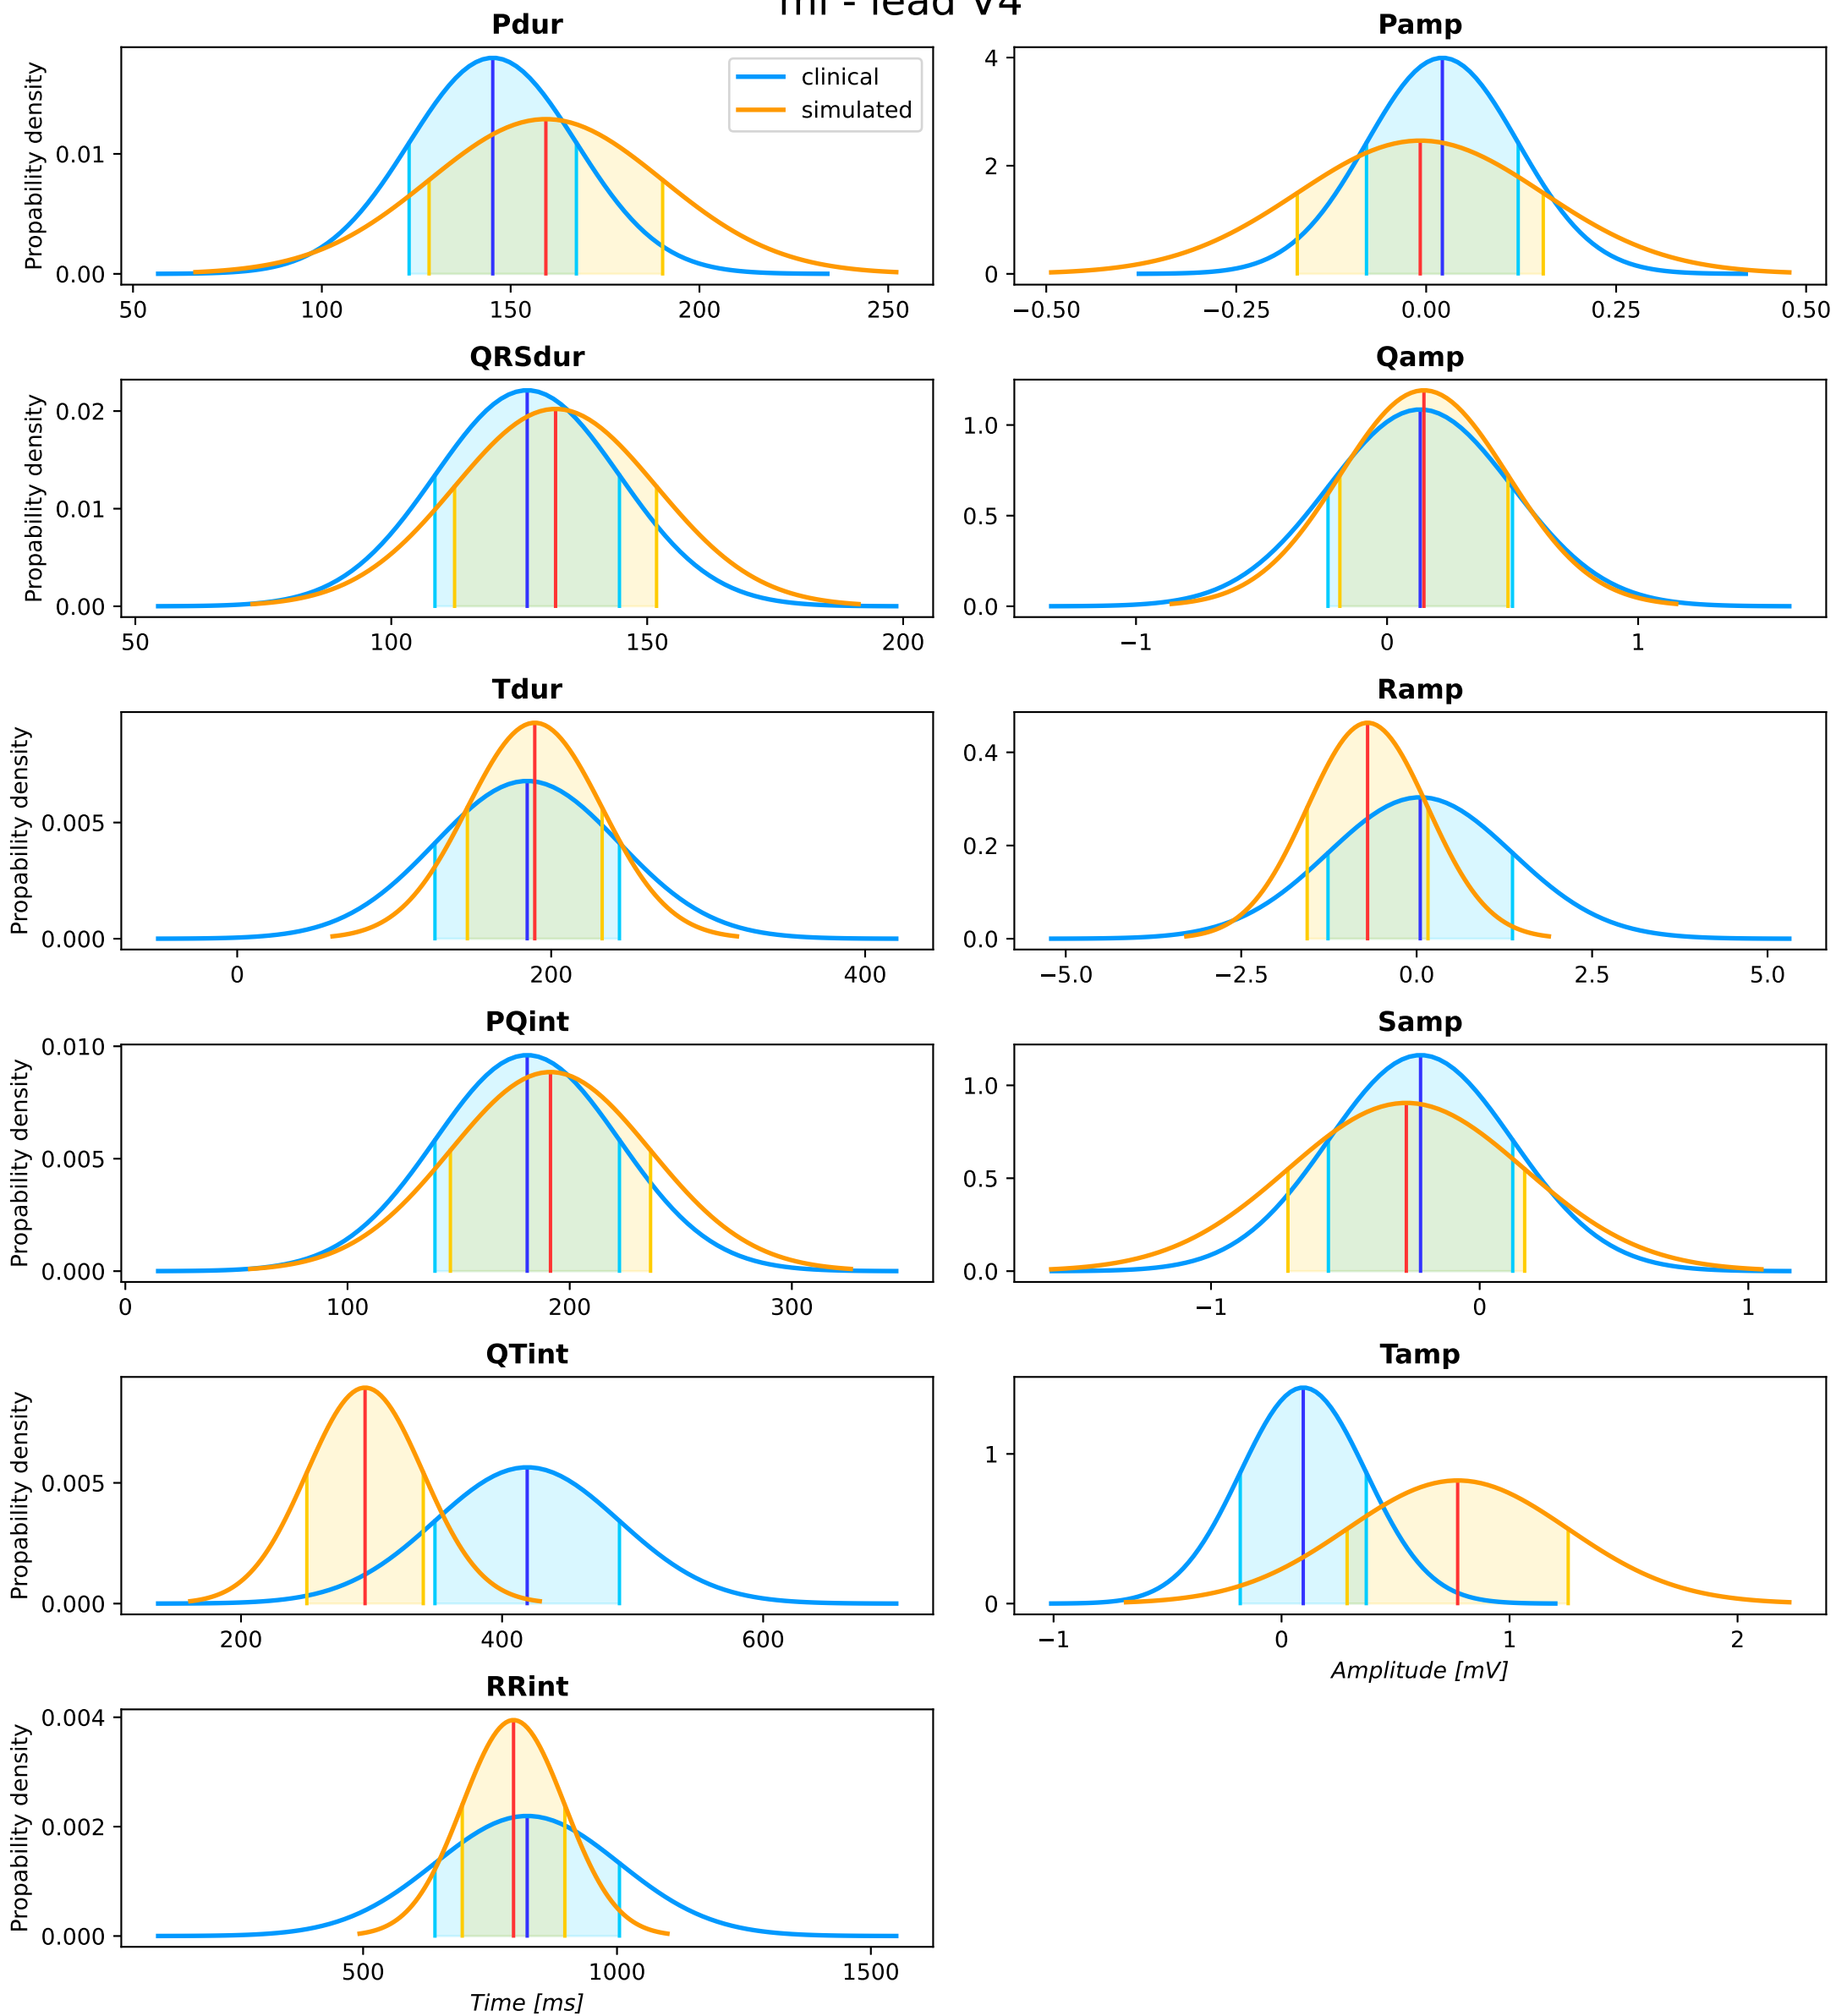 mi - lead V4
Pdur
Propability density
0.01
0.00
50 100 150 200 250
clinical
simulated
Pamp
4
2
0
−0.50 −0.25 0.00 0.25 0.50
QRSdur
Propability density
0.02
0.01
0.00
50 100 150 200
Qamp
1.0
0.5
0.0
−1 0 1
Tdur
Propability density
0.005
0.000
0 200 400
Ramp
0.4
0.2
0.0
−5.0 −2.5 0.0 2.5 5.0
PQint
Propability density
0.010
0.005
0.000
0 100 200 300
Samp
1.0
0.5
0.0
−1 0 1
QTint
Propability density
0.005
0.000
200 400 600
Tamp
1
0
−1 0 1 2
Amplitude [mV]
RRint
Propability density
0.004
0.002
0.000
500 1000 1500
Time [ms]